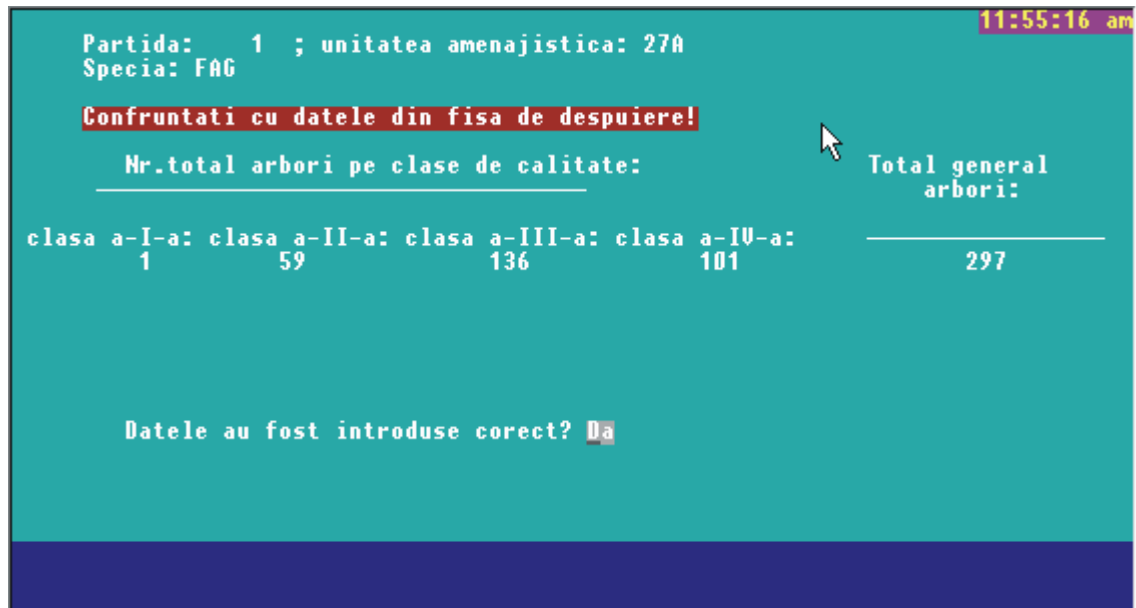 11:55:16 am
Partida: 1 ; unitatea amenajistica: 27A
Specia: FAG
Confruntati cu datele din fisa de despuiere!
Nr.total arbori pe clase de calitate:
Total general
arbori:
clasa a-I-a: clasa a-II-a: clasa a-III-a: clasa a-IV-a:
1 59 136 101 297
Datele au fost introduse corect? Da